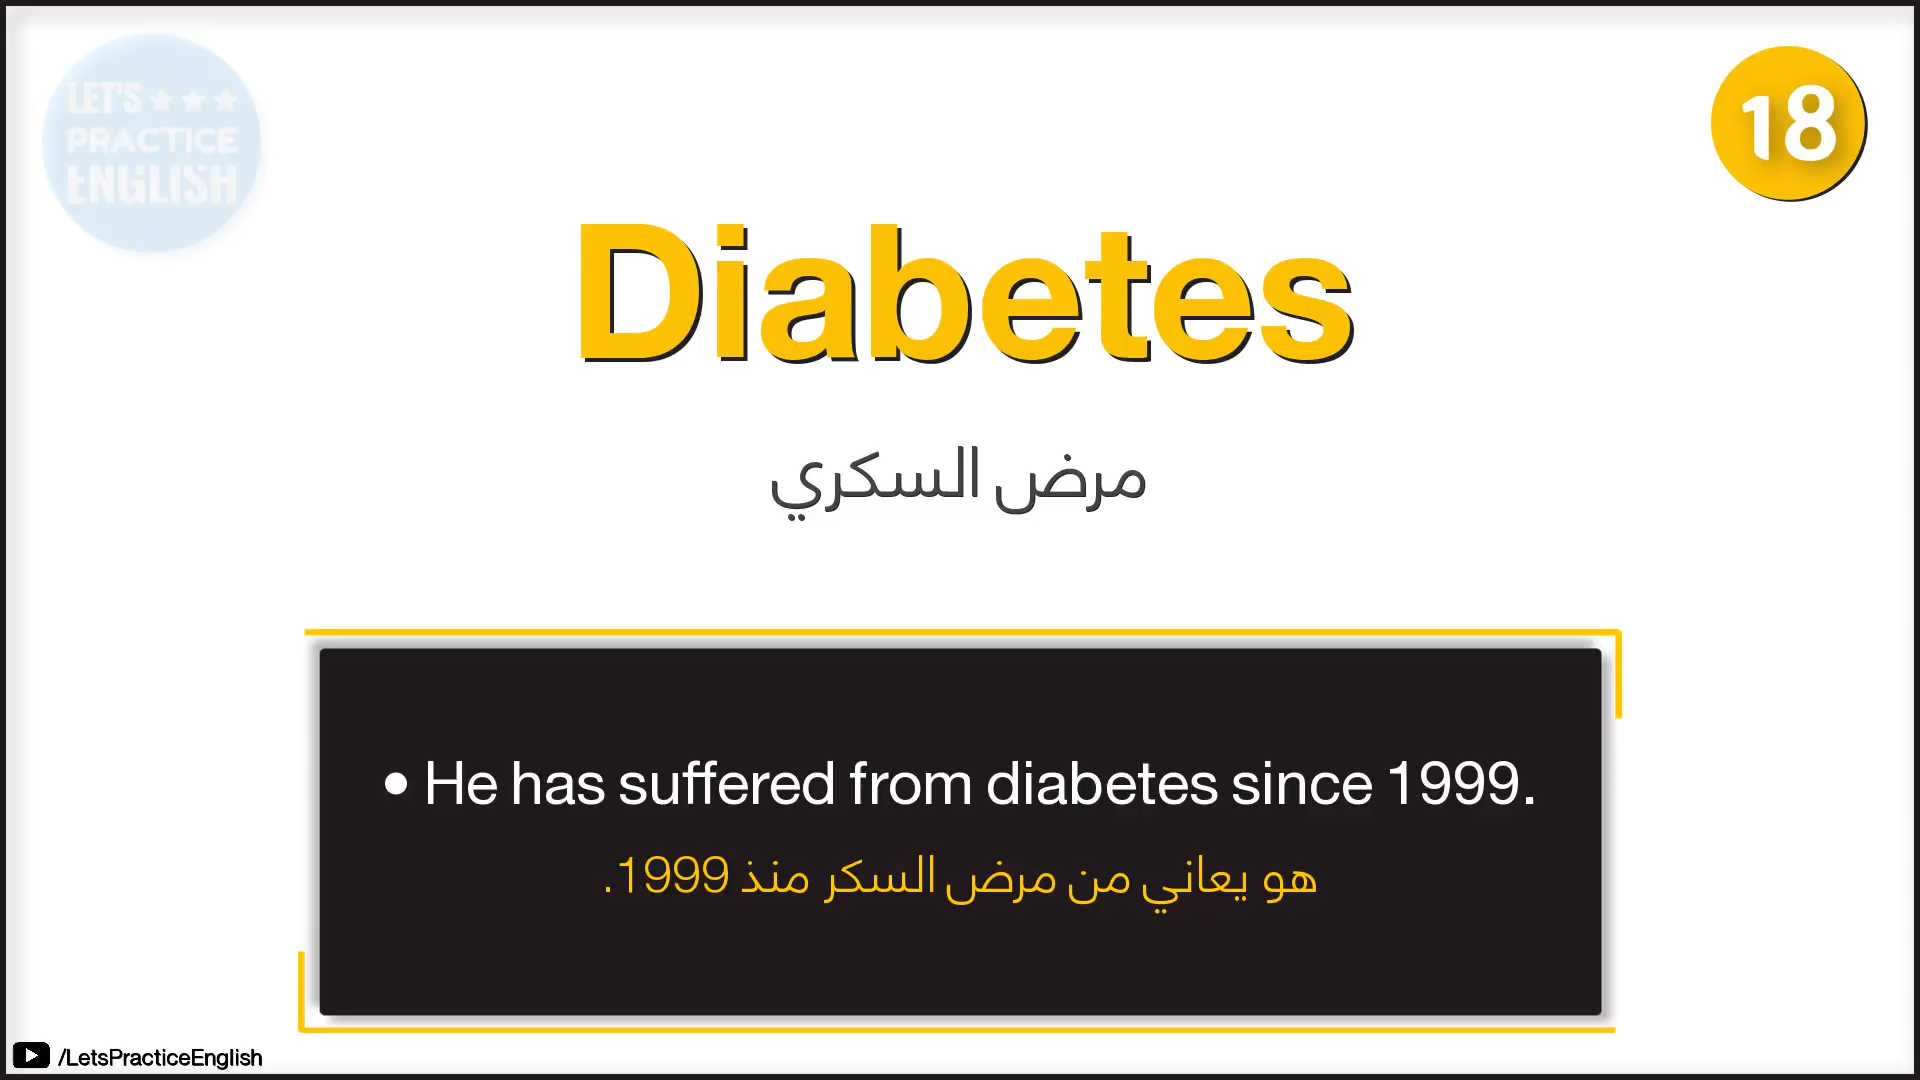 LET'S
PRACTICE
ENGLISH
18
Diabetes
مرض السكري
• He has suffered from diabetes since 1999.
هو يعاني من مرض السكر منذ 1999.
/LetsPracticeEnglish